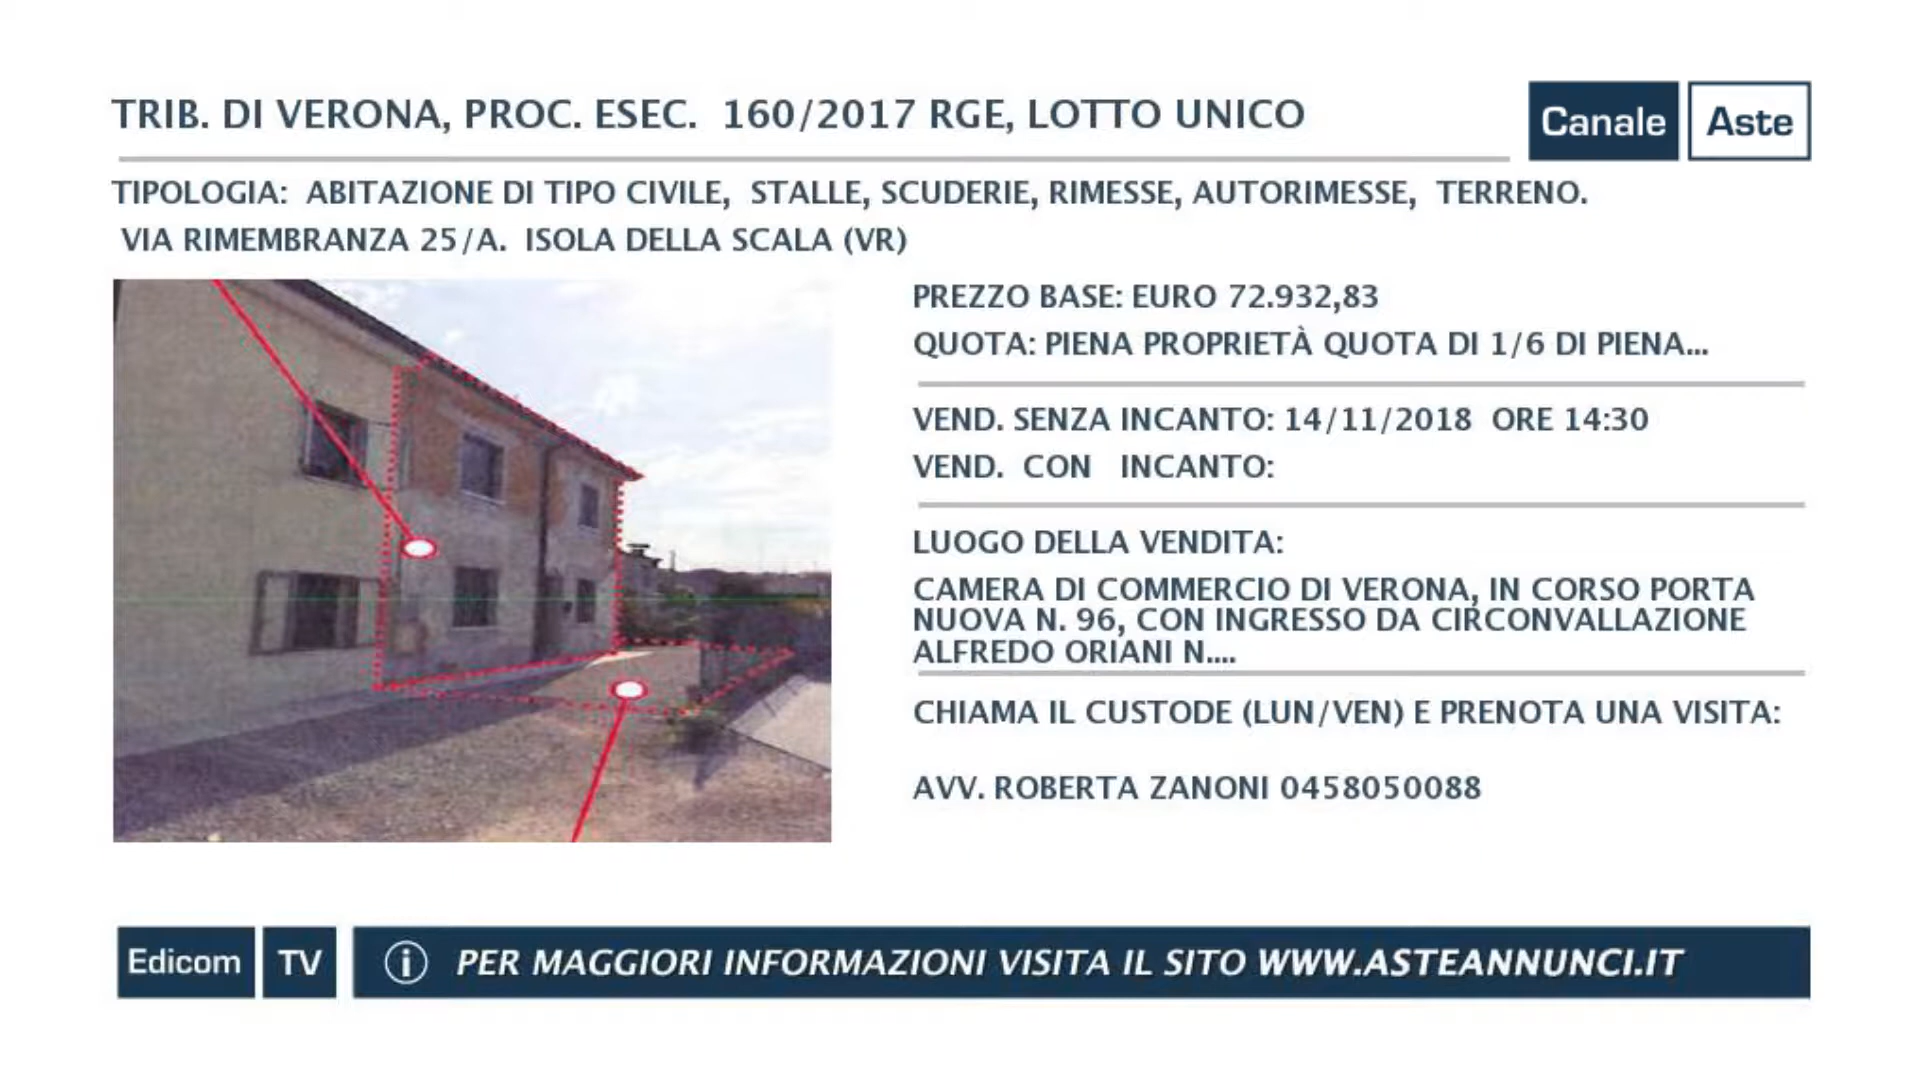 TRIB. DI VERONA, PROC. ESEC. 160/2017 RGE, LOTTO UNICO
Canale Aste
TIPOLOGIA: ABITAZIONE DI TIPO CIVILE, STALLE, SCUDERIE, RIMESSE, AUTORIMESSE, TERRENO.
VIA RIMEMBRANZA 25/A. ISOLA DELLA SCALA (VR)
PREZZO BASE: EURO 72.932,83
QUOTA: PIENA PROPRIETÀ QUOTA DI 1/6 DI PIENA...
VEND. SENZA INCANTO: 14/11/2018 ORE 14:30
VEND. CON INCANTO:
LUOGO DELLA VENDITA:
CAMERA DI COMMERCIO DI VERONA, IN CORSO PORTA
NUOVA N. 96, CON INGRESSO DA CIRCONVALLAZIONE
ALFREDO ORIANI N....
CHIAMA IL CUSTODE (LUN/VEN) E PRENOTA UNA VISITA:
AVV. ROBERTA ZANONI 0458050088
Edicom TV
i PER MAGGIORI INFORMAZIONI VISITA IL SITO WWW.ASTEANNUNCI.IT